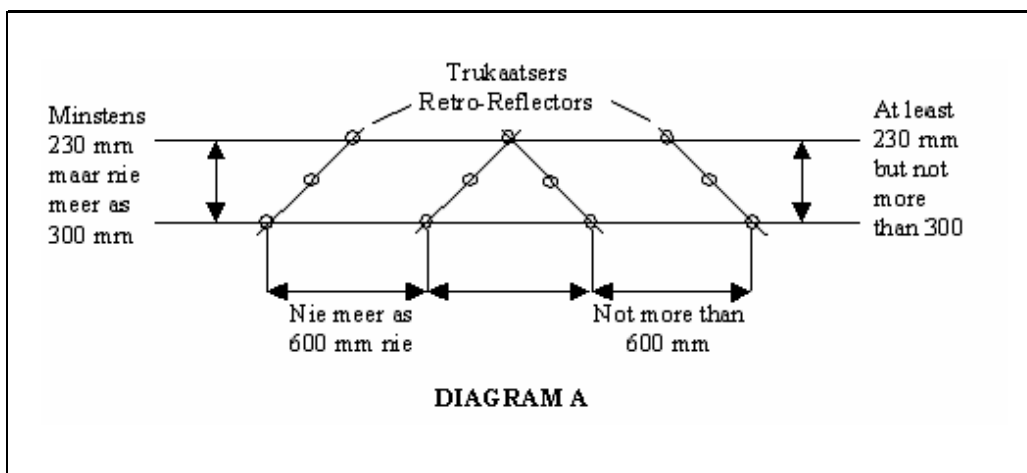 Trukaatsers
Retro-Reflectors
Minstens
230 mm
maar nie
meer as
300 mm
At least
230 mm
but not
more
than 300
Nie meer as
600 mm nie
Not more than
600 mm
DIAGRAM A